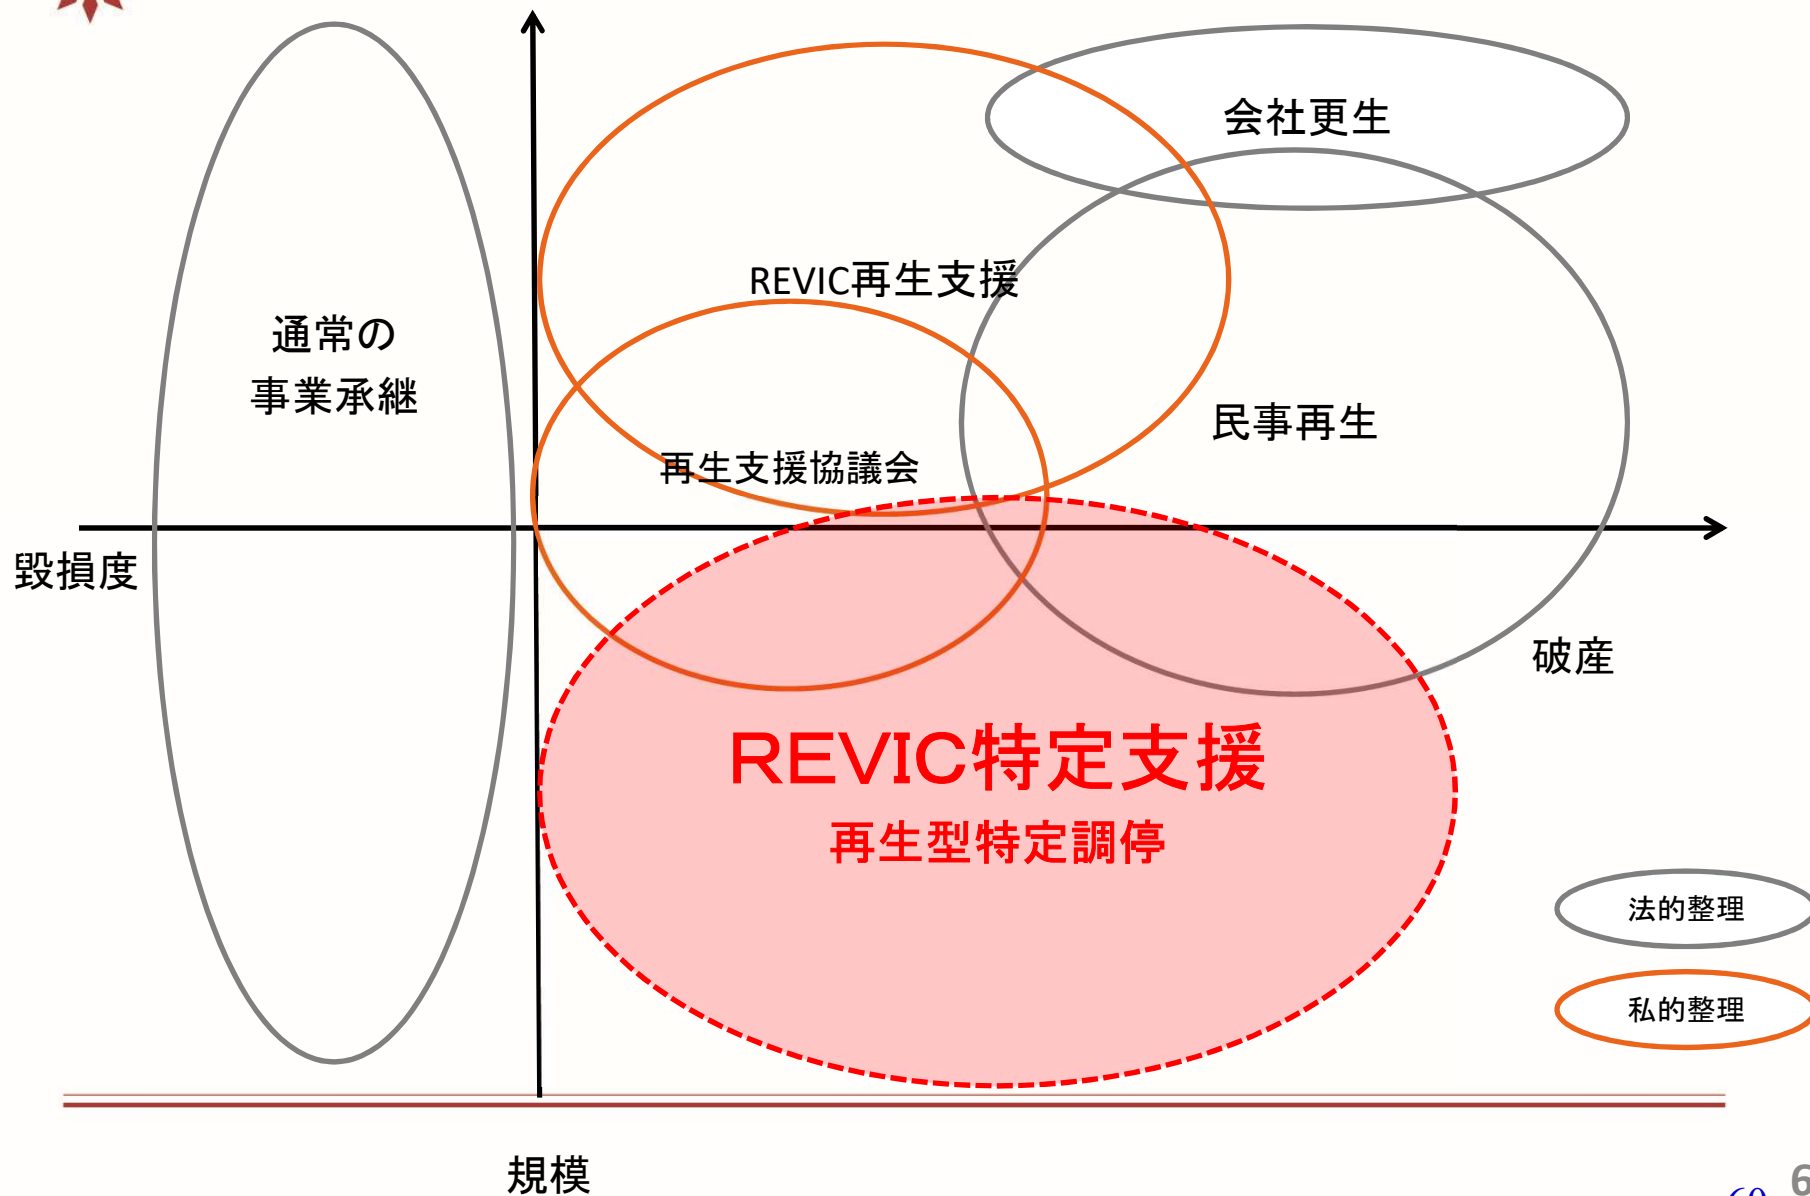 会社更生
REVIC再生支援
通常の
事業承継
民事再生
再生支援協議会
毀損度
破産
REVIC特定支援
再生型特定調停
法的整理
私的整理
規模